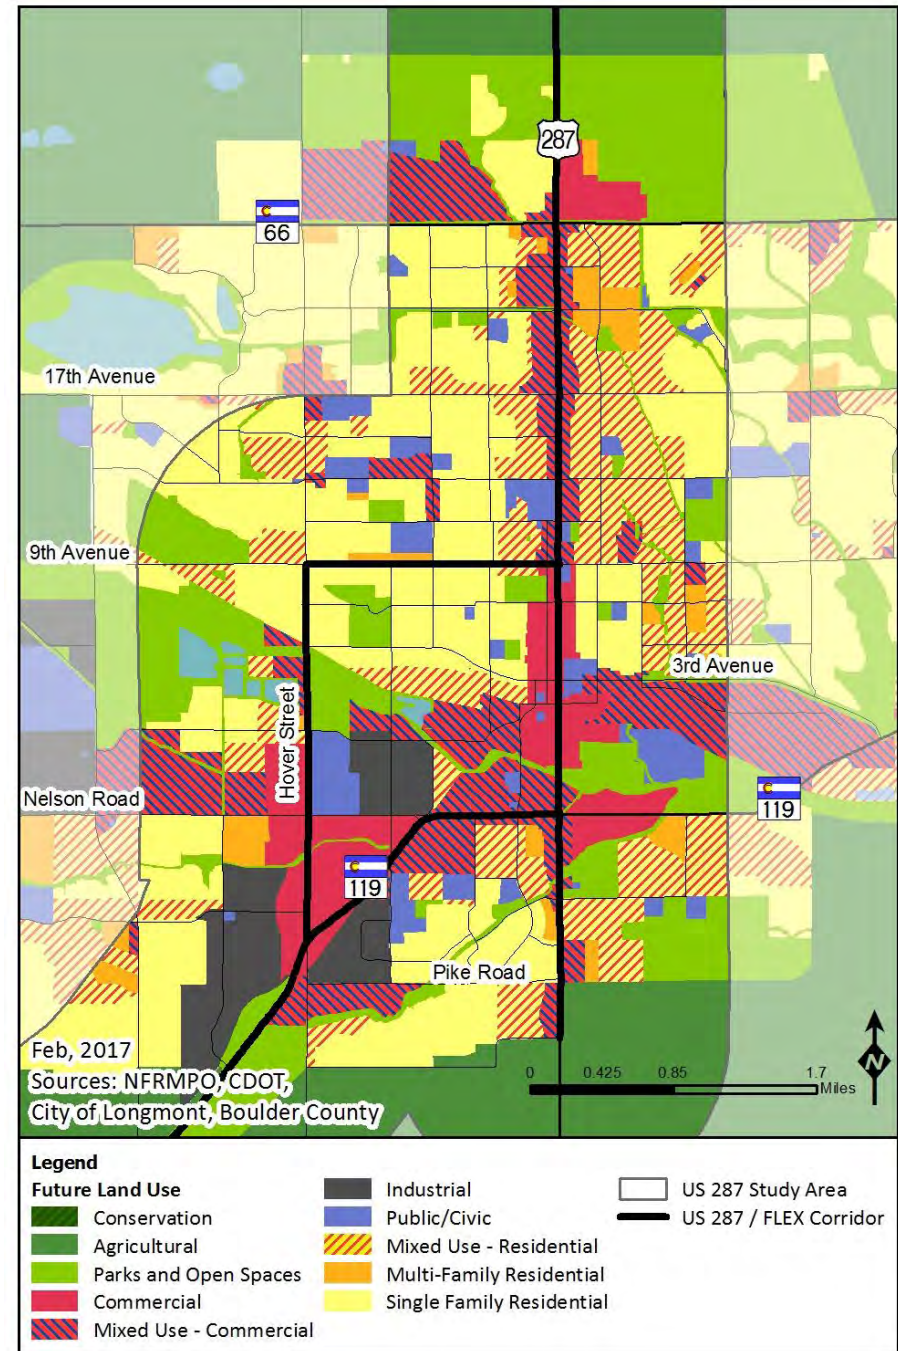 287
C
66
17th Avenue
9th Avenue
3rd Avenue
Hover Street
Nelson Road
C
119
C
119
Pike Road
Feb, 2017
Sources: NFRMPO, CDOT,
City of Longmont, Boulder County
0 0.425 0.85 1.7
Miles
N
Legend
Future Land Use
Conservation
Agricultural
Parks and Open Spaces
Commercial
Mixed Use - Commercial
Industrial
Public/Civic
Mixed Use - Residential
Multi-Family Residential
Single Family Residential
US 287 Study Area
US 287 / FLEX Corridor